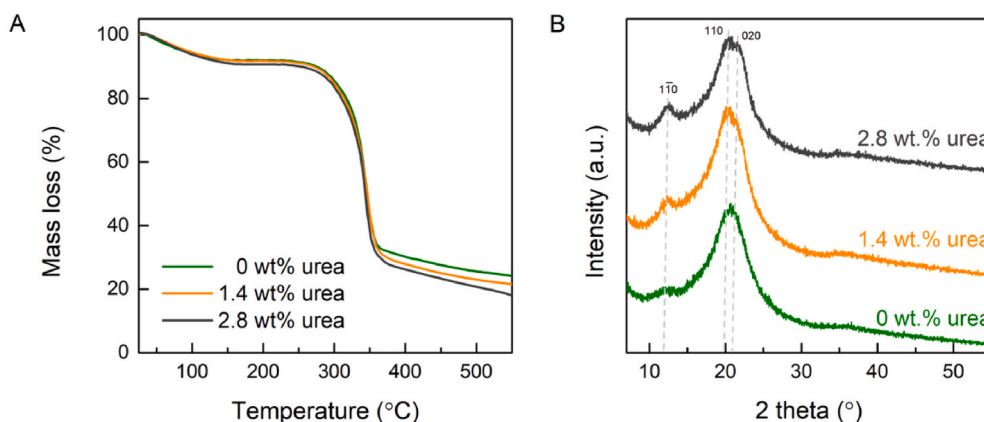 A
100
80
60
40
20
0
Mass loss (%)
0 wt% urea
1.4 wt% urea
2.8 wt% urea
100
200
300
400
500
Temperature (°C)
B
Intensity (a.u.)
11̅0
110
020
2.8 wt.% urea
1.4 wt.% urea
0 wt.% urea
10
20
30
40
50
2 theta (°)